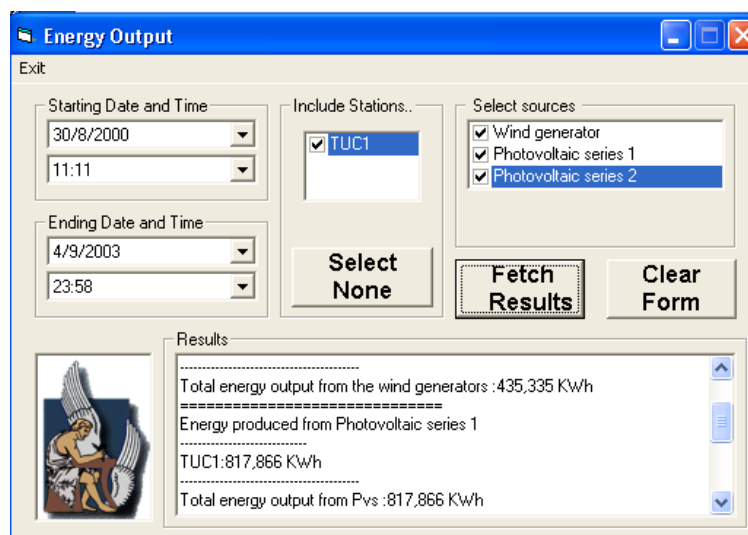 Energy Output
Exit
Starting Date and Time
30/8/2000
11:11
Ending Date and Time
4/9/2003
23:58
Include Stations..
TUC1
Select
None
Select sources
Wind generator
Photovoltaic series 1
Photovoltaic series 2
Fetch
Results
Clear
Form
Results
------------------------------------------
Total energy output from the wind generators :435,335 KWh
==============================
Energy produced from Photovoltaic series 1
------------------------------
TUC1:817,866 KWh
------------------------------------------
Total energy output from Pvs :817,866 KWh